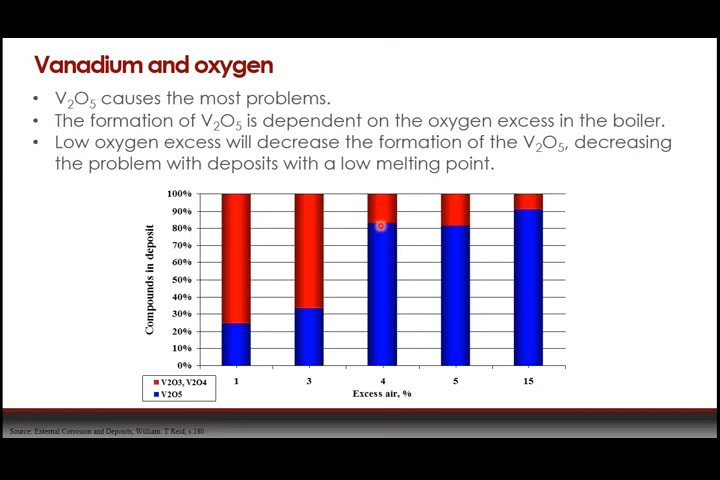 Vanadium and oxygen
• V2O5 causes the most problems.
• The formation of V2O5 is dependent on the oxygen excess in the boiler.
• Low oxygen excess will decrease the formation of the V2O5, decreasing
the problem with deposits with a low melting point.
Compounds in deposit
100%
90%
80%
70%
60%
50%
40%
30%
20%
10%
0%
1 3 4 5 15
Excess air, %
V2O3, V2O4
V2O5
Source: External Corrosion and Deposits, William. T Reid, s 180